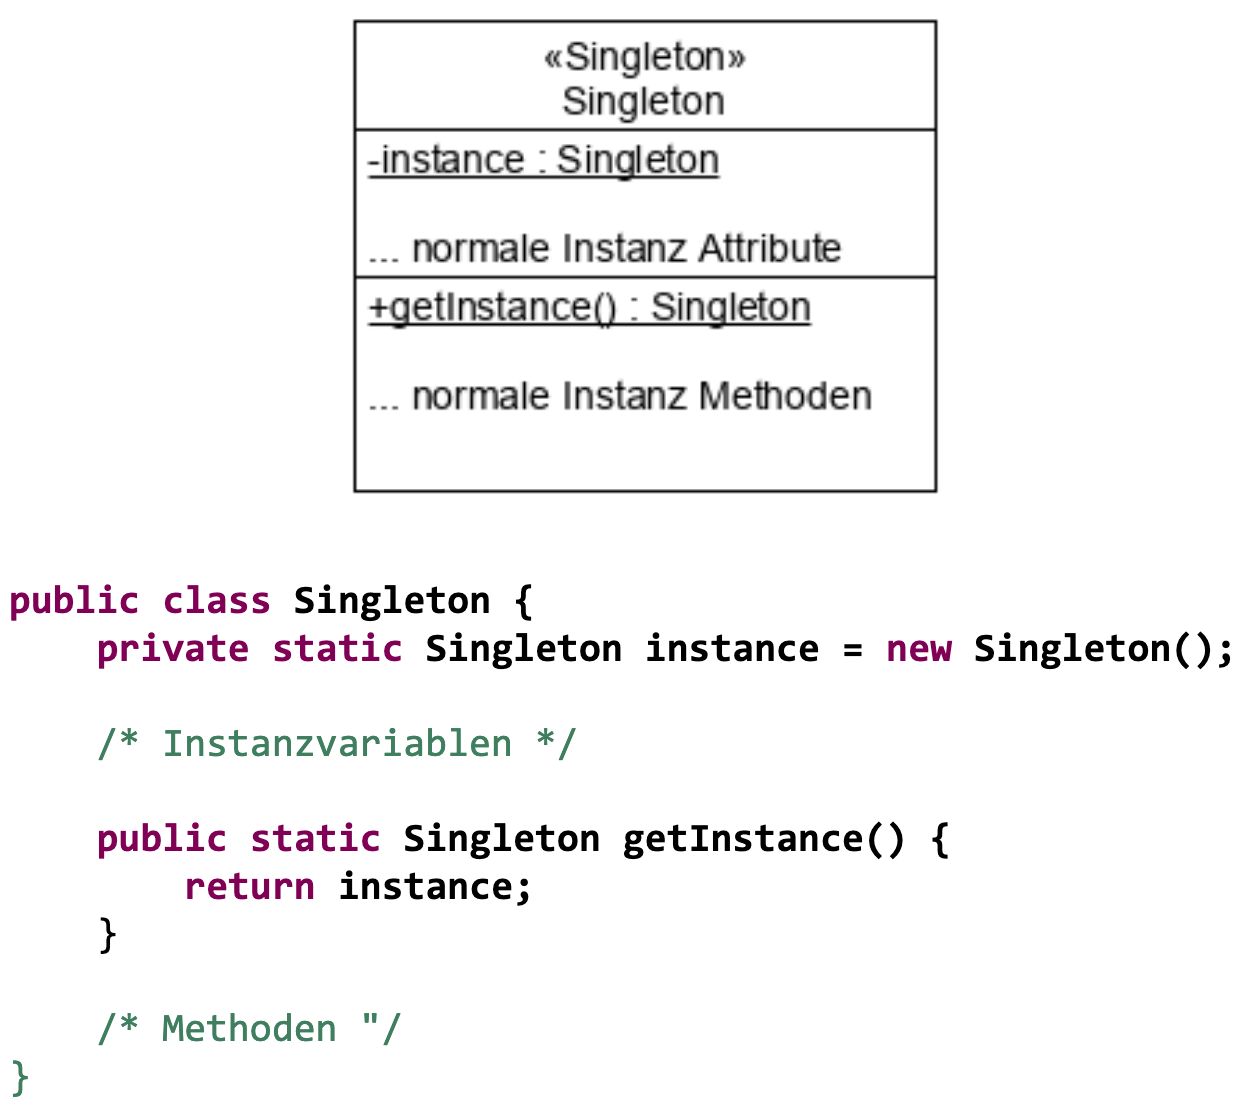 «Singleton»
Singleton
-instance : Singleton
... normale Instanz Attribute
+getInstance() : Singleton
... normale Instanz Methoden
public class Singleton {
    private static Singleton instance = new Singleton();
    /* Instanzvariablen */
    public static Singleton getInstance() {
        return instance;
    }
    /* Methoden "/
}